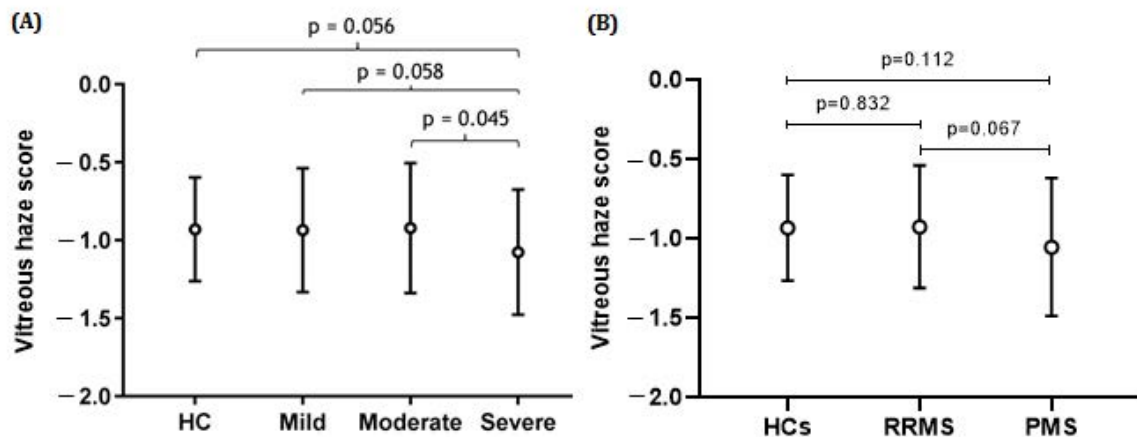 (A)
p = 0.056
p = 0.058
p = 0.045
0.0
−0.5
−1.0
−1.5
−2.0
Vitreous haze score
HC Mild Moderate Severe
(B)
p=0.112
p=0.832
p=0.067
0.0
−0.5
−1.0
−1.5
−2.0
Vitreous haze score
HCs RRMS PMS